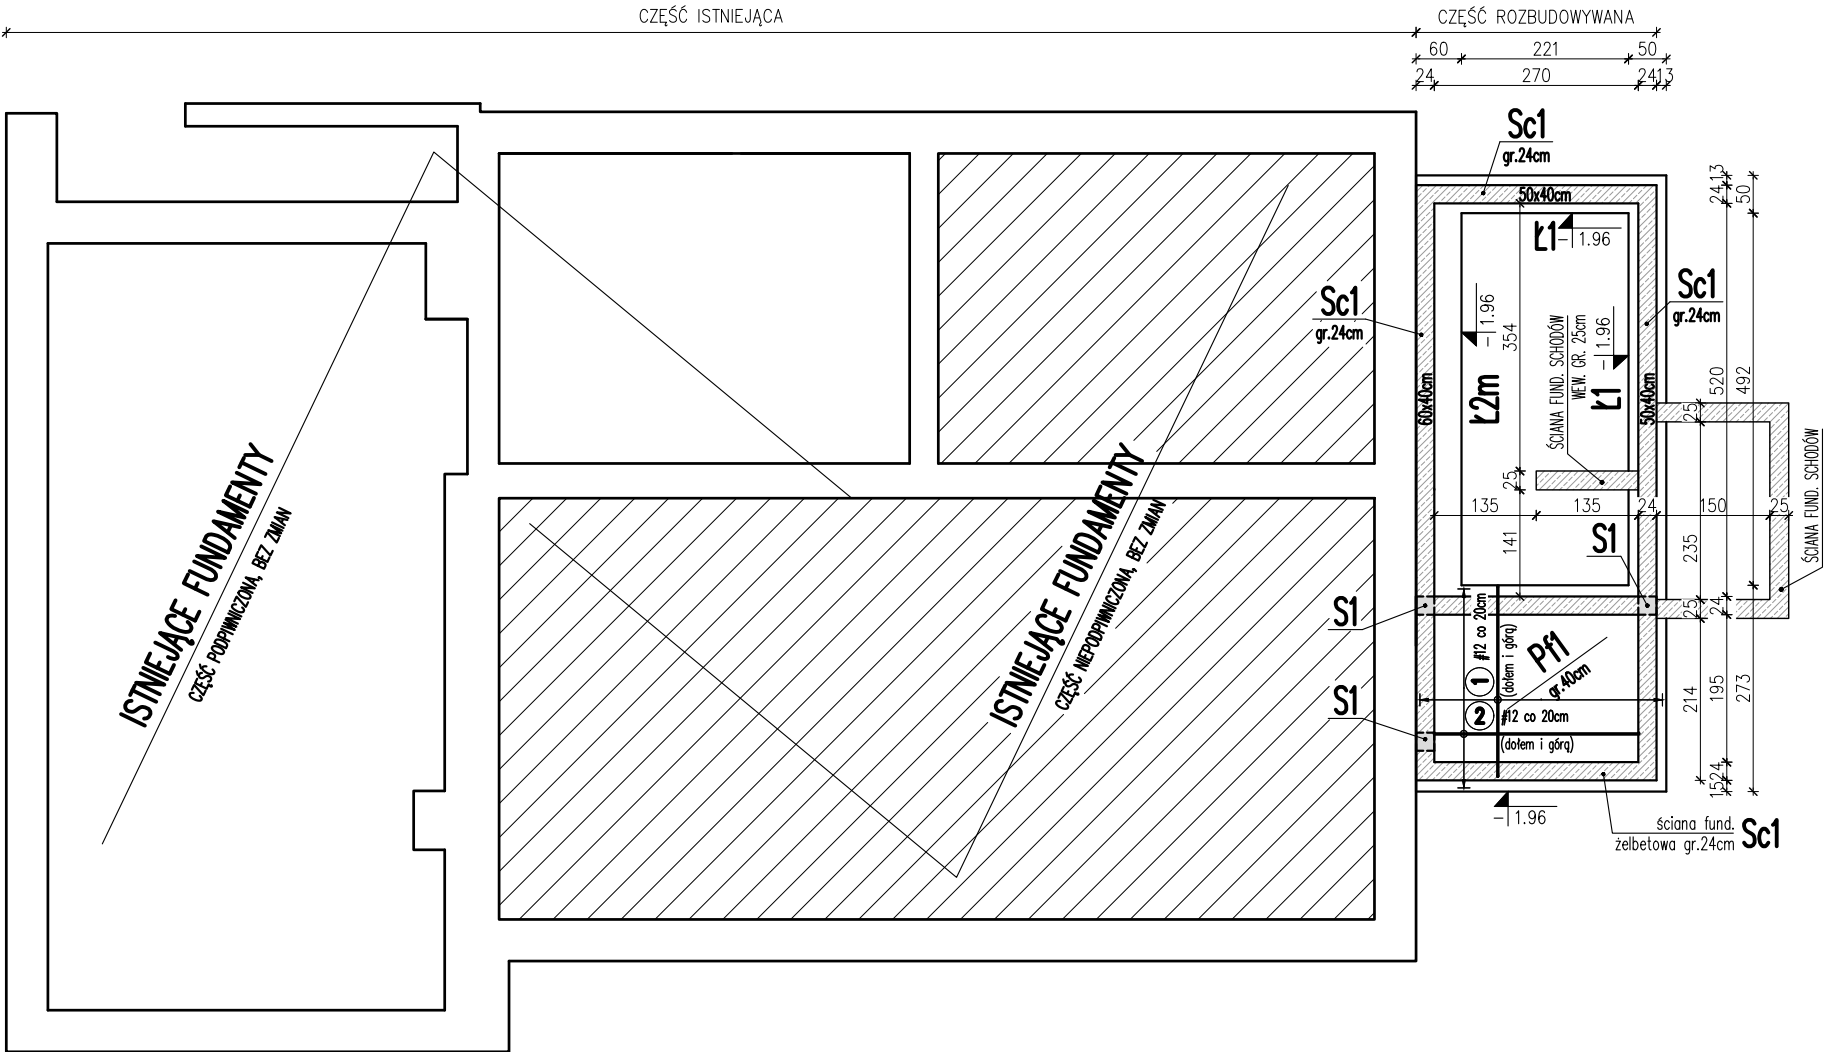 CZĘŚĆ ISTNIEJĄCA
CZĘŚĆ ROZBUDOWYWANA
60
221
50
24
270
24
13
Sc1
gr.24cm
50x40cm
Ł1
-1.96
13
24
50
Sc1
gr.24cm
Sc1
gr.24cm
-1.96
354
ŚCIANA FUND. SCHODÓW
WEW. GR. 25cm
-1.96
60x40cm
Ł2m
Ł1
50x40cm
520
492
25
ŚCIANA FUND. SCHODÓW
ISTNIEJĄCE FUNDAMENTY
CZĘŚĆ PODPIWNICZONA, BEZ ZMIAN
ISTNIEJĄCE FUNDAMENTY
CZĘŚĆ NIEPODPIWNICZONA, BEZ ZMIAN
25
135
135
24
150
25
141
S1
235
S1
25
24
#12 co 20cm
(dołem i górą)
1
Pf1
gr.40cm
S1
2
#12 co 20cm
(dołem i górą)
214
195
273
24
15
-1.96
ściana fund.
żelbetowa gr.24cm
Sc1